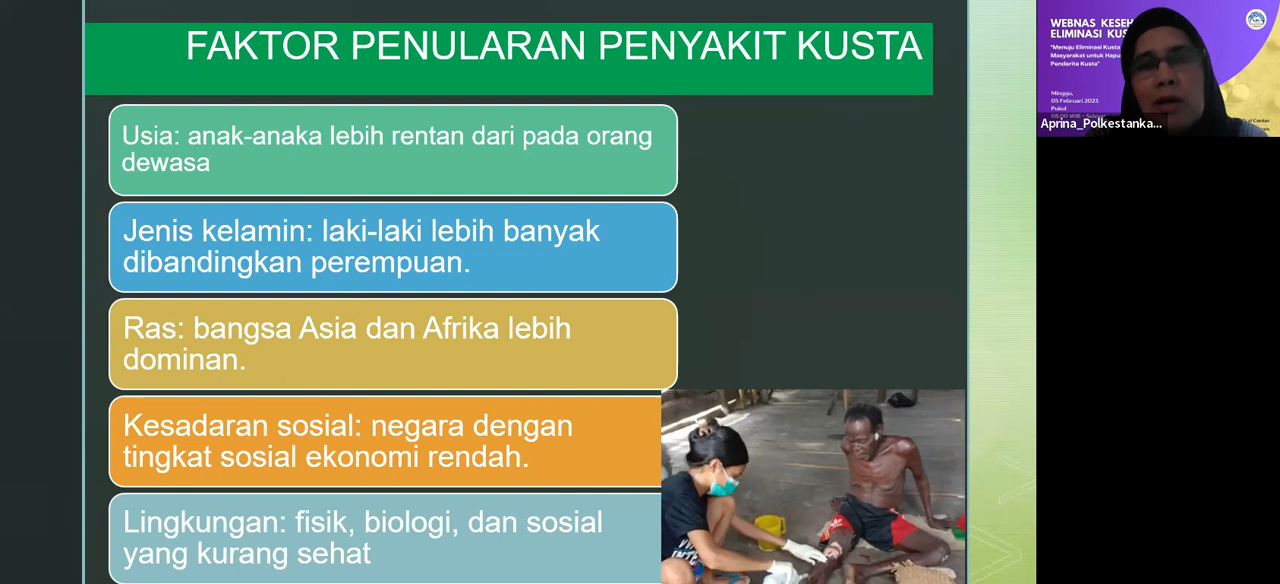 FAKTOR PENULARAN PENYAKIT KUSTA
Usia: anak-anaka lebih rentan dari pada orang
dewasa
Jenis kelamin: laki-laki lebih banyak
dibandingkan perempuan.
Ras: bangsa Asia dan Afrika lebih
dominan.
Kesadaran sosial: negara dengan
tingkat sosial ekonomi rendah.
Lingkungan: fisik, biologi, dan sosial
yang kurang sehat
WEBNAS KESEH
ELIMINASI KUS
"Menuju Eliminasi Kusta
Masyarakat untuk Hapu
Penderita Kusta"
Minggu,
05 Februari 2023
Pukul
Aprina_Polkestanka...